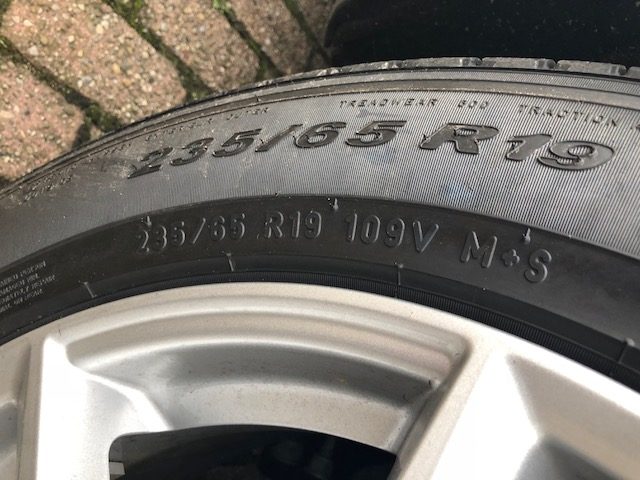 TREADWEAR 500 TRACTION
235/65 R19
235/65 R19 109V M+S